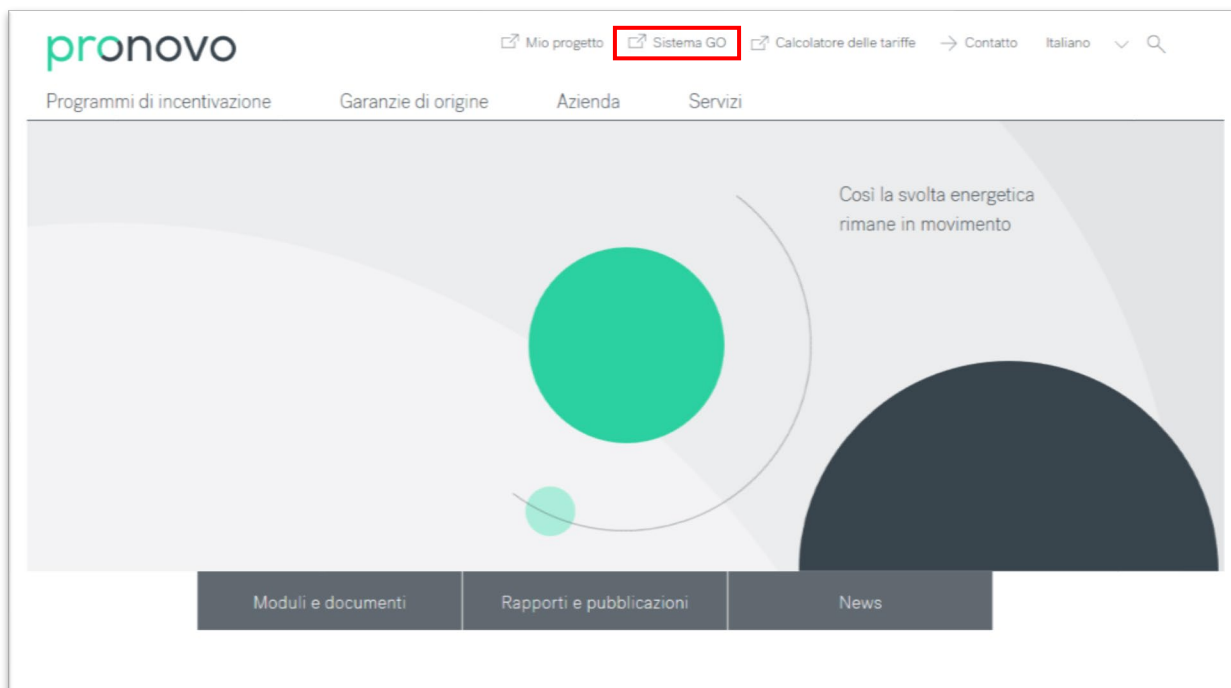 pronovo
Mio progetto Sistema GO Calcolatore delle tariffe Contatto Italiano
Programmi di incentivazione Garanzie di origine Azienda Servizi
Così la svolta energetica
rimane in movimento
Moduli e documenti Rapporti e pubblicazioni News